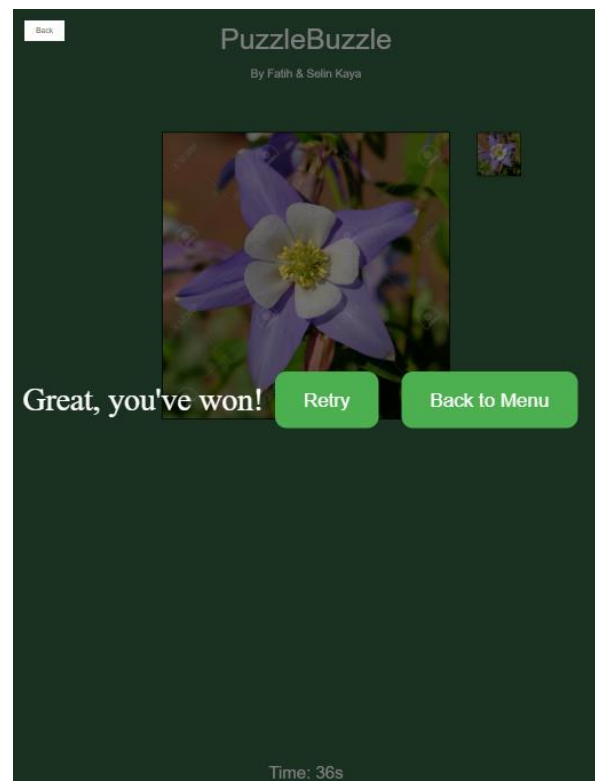 Back
PuzzleBuzzle
By Fatih & Selin Kaya
Great, you've won!
Retry
Back to Menu
Time: 36s